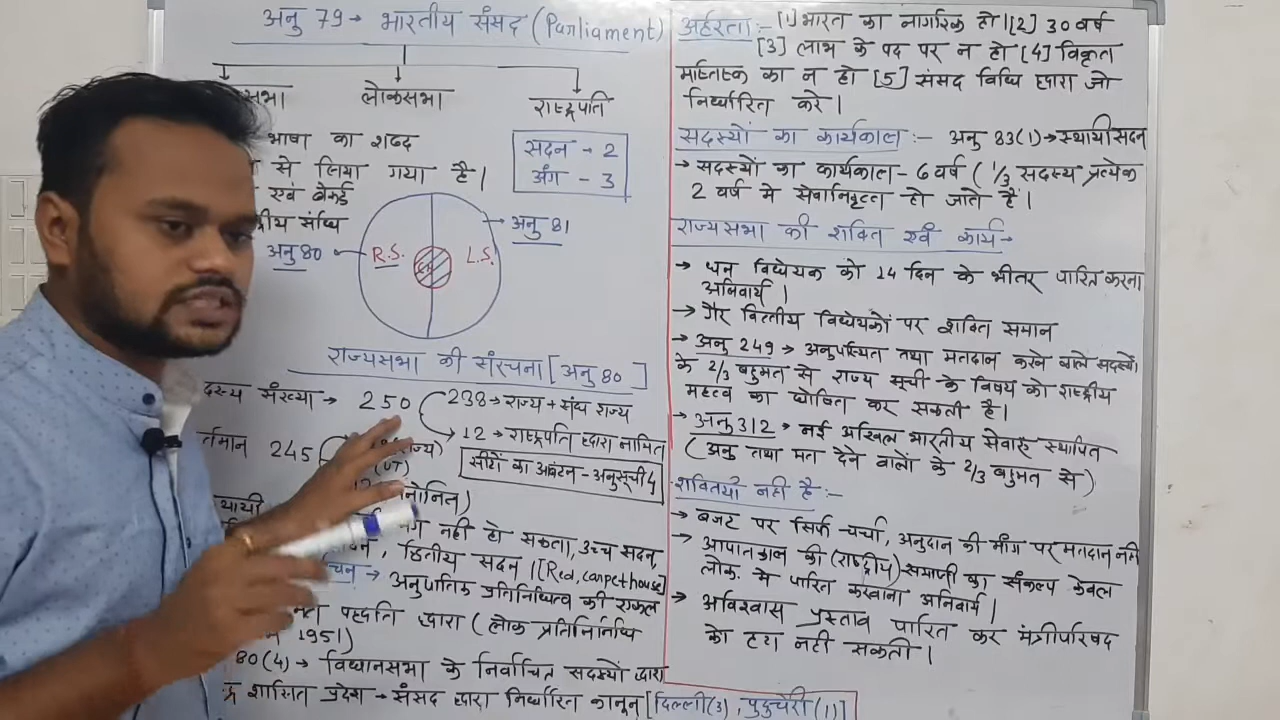 अनु 79→ भारतीय संसद (Parliament)
सभा लोकसभा राष्ट्रपति
भाषा का शब्द
से लिया गया है।
एवं
संधि
सदन - 2
अंग - 3
अनु 80
R.S. L.S.
अनु 81
राज्यसभा की संरचना [अनु 80]
दस्य संख्या → 250
238→ राज्य + संघ राज्य
12 → राष्ट्रपति द्वारा नामित
र्तमान 245
(UT)
सीटों का आवंटन - अनुसूची 4
नोनित)
नहीं हो सकता, उच्च सदन,
द्वितीय सदन ।[Red, carpet house]
चन → अनुपातिक प्रतिनिधित्व की एकल
पद्धति द्वारा (लोक प्रतिनिनिधि
1951)
80(4) → विधानसभा के निर्वाचित सदस्यों द्वारा
शासित प्रदेश → संसद द्वारा निर्धारित कानून [दिल्ली(3), पुदुचेरी(1)]
अर्हरता :- [1] भारत का नागरिक हो। [2] 30 वर्ष
[3] लाभ के पद पर न हो [4] विकृत
मस्तिष्क का न हो [5] संसद विधि द्वारा जो
निर्धारित करे।
सदस्यों का कार्यकाल :- अनु 83(1)→ स्थायी सदन
→ सदस्यों का कार्यकाल - 6 वर्ष ( 1/3 सदस्य प्रत्येक
2 वर्ष मे सेवानिवृत्त हो जाते है।
राज्यसभा की शक्ति एवं कार्य→
→ धन विधेयक को 14 दिन के भीतर पारित करना
अनिवार्य।
→ गैर वित्तीय विधेयकों पर शक्ति समान
→ अनु 249 → अनुपस्थित तथा मतदान करने वाले सदस्यों
के 2/3 बहुमत से राज्य सूची के विषय को राष्ट्रीय
महत्व का घोषित कर सकती है।
→ अनु 312 → नई अखिल भारतीय सेवाएं स्थापित
(अनु तथा मत देने वालों के 2/3 बहुमत से)
शक्तियां नही है :-
→ बजट पर सिर्फ चर्चा, अनुदान की माँग पर मतदान नही
→ आपातकाल की (राष्ट्रीय) समाप्ती का संकल्प केवल
लोक. मे पारित करवाना अनिवार्य।
→ अविश्वास प्रस्ताव पारित कर मंत्रीपरिषद
को हटा नही सकती।